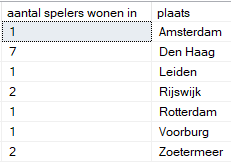 aantal spelers wonen in plaats
1 Amsterdam
7 Den Haag
1 Leiden
2 Rijswijk
1 Rotterdam
1 Voorburg
2 Zoetermeer